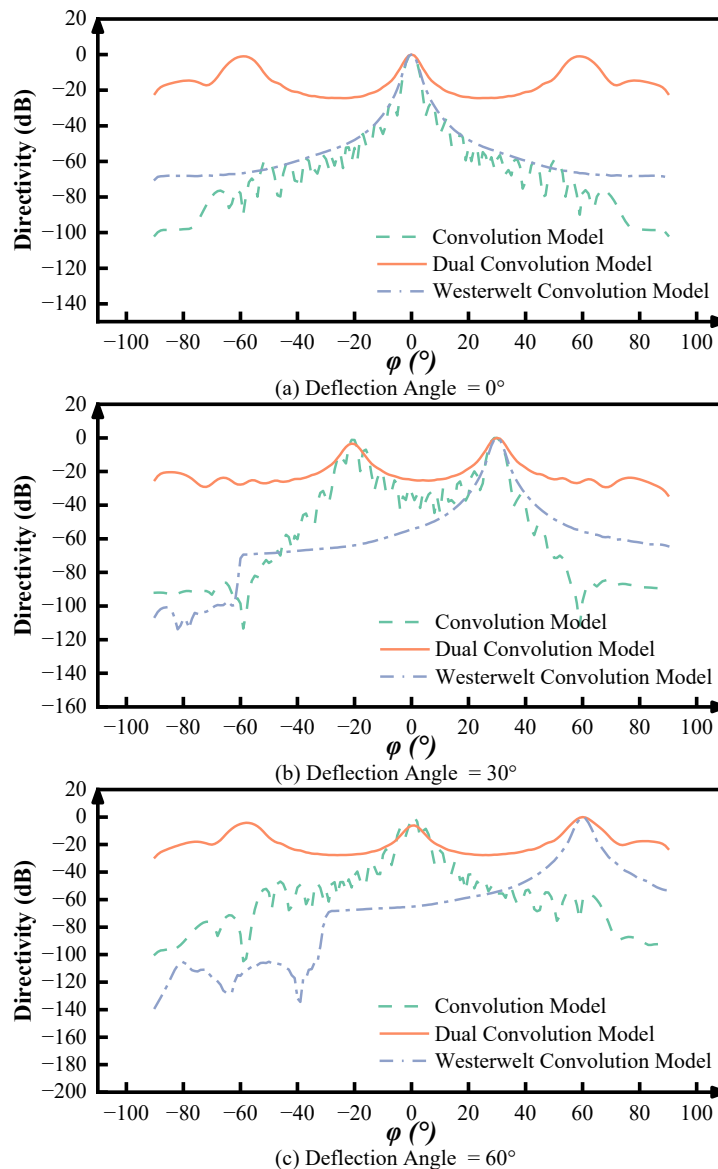 20
0
−20
−40
−60
−80
−100
−120
−140
Directivity (dB)
Convolution Model
Dual Convolution Model
Westerwelt Convolution Model
−100 −80 −60 −40 −20 0 20 40 60 80 100
φ (°)
(a) Deflection Angle = 0°
20
0
−20
−40
−60
−80
−100
−120
−140
−160
Directivity (dB)
Convolution Model
Dual Convolution Model
Westerwelt Convolution Model
−100 −80 −60 −40 −20 0 20 40 60 80 100
φ (°)
(b) Deflection Angle = 30°
20
0
−20
−40
−60
−80
−100
−120
−140
−160
−180
−200
Directivity (dB)
Convolution Model
Dual Convolution Model
Westerwelt Convolution Model
−100 −80 −60 −40 −20 0 20 40 60 80 100
φ (°)
(c) Deflection Angle = 60°